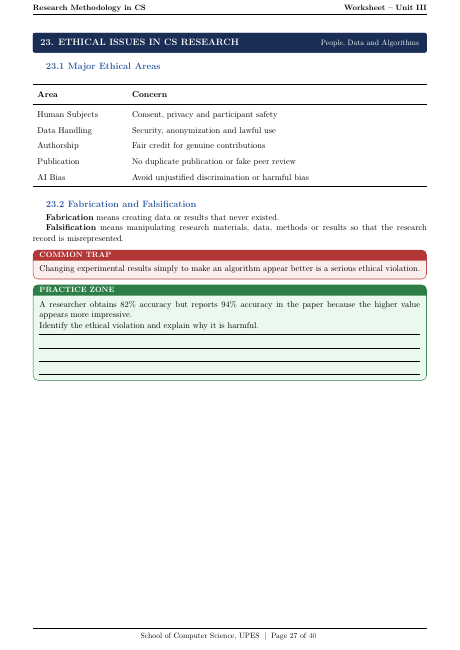 Research Methodology in CS Worksheet – Unit III
23. ETHICAL ISSUES IN CS RESEARCH People, Data and Algorithms
23.1 Major Ethical Areas
Area Concern
Human Subjects Consent, privacy and participant safety
Data Handling Security, anonymization and lawful use
Authorship Fair credit for genuine contributions
Publication No duplicate publication or fake peer review
AI Bias Avoid unjustified discrimination or harmful bias
23.2 Fabrication and Falsification
Fabrication means creating data or results that never existed.
Falsification means manipulating research materials, data, methods or results so that the research
record is misrepresented.
COMMON TRAP
Changing experimental results simply to make an algorithm appear better is a serious ethical violation.
PRACTICE ZONE
A researcher obtains 82% accuracy but reports 94% accuracy in the paper because the higher value
appears more impressive.
Identify the ethical violation and explain why it is harmful.
School of Computer Science, UPES | Page 27 of 40